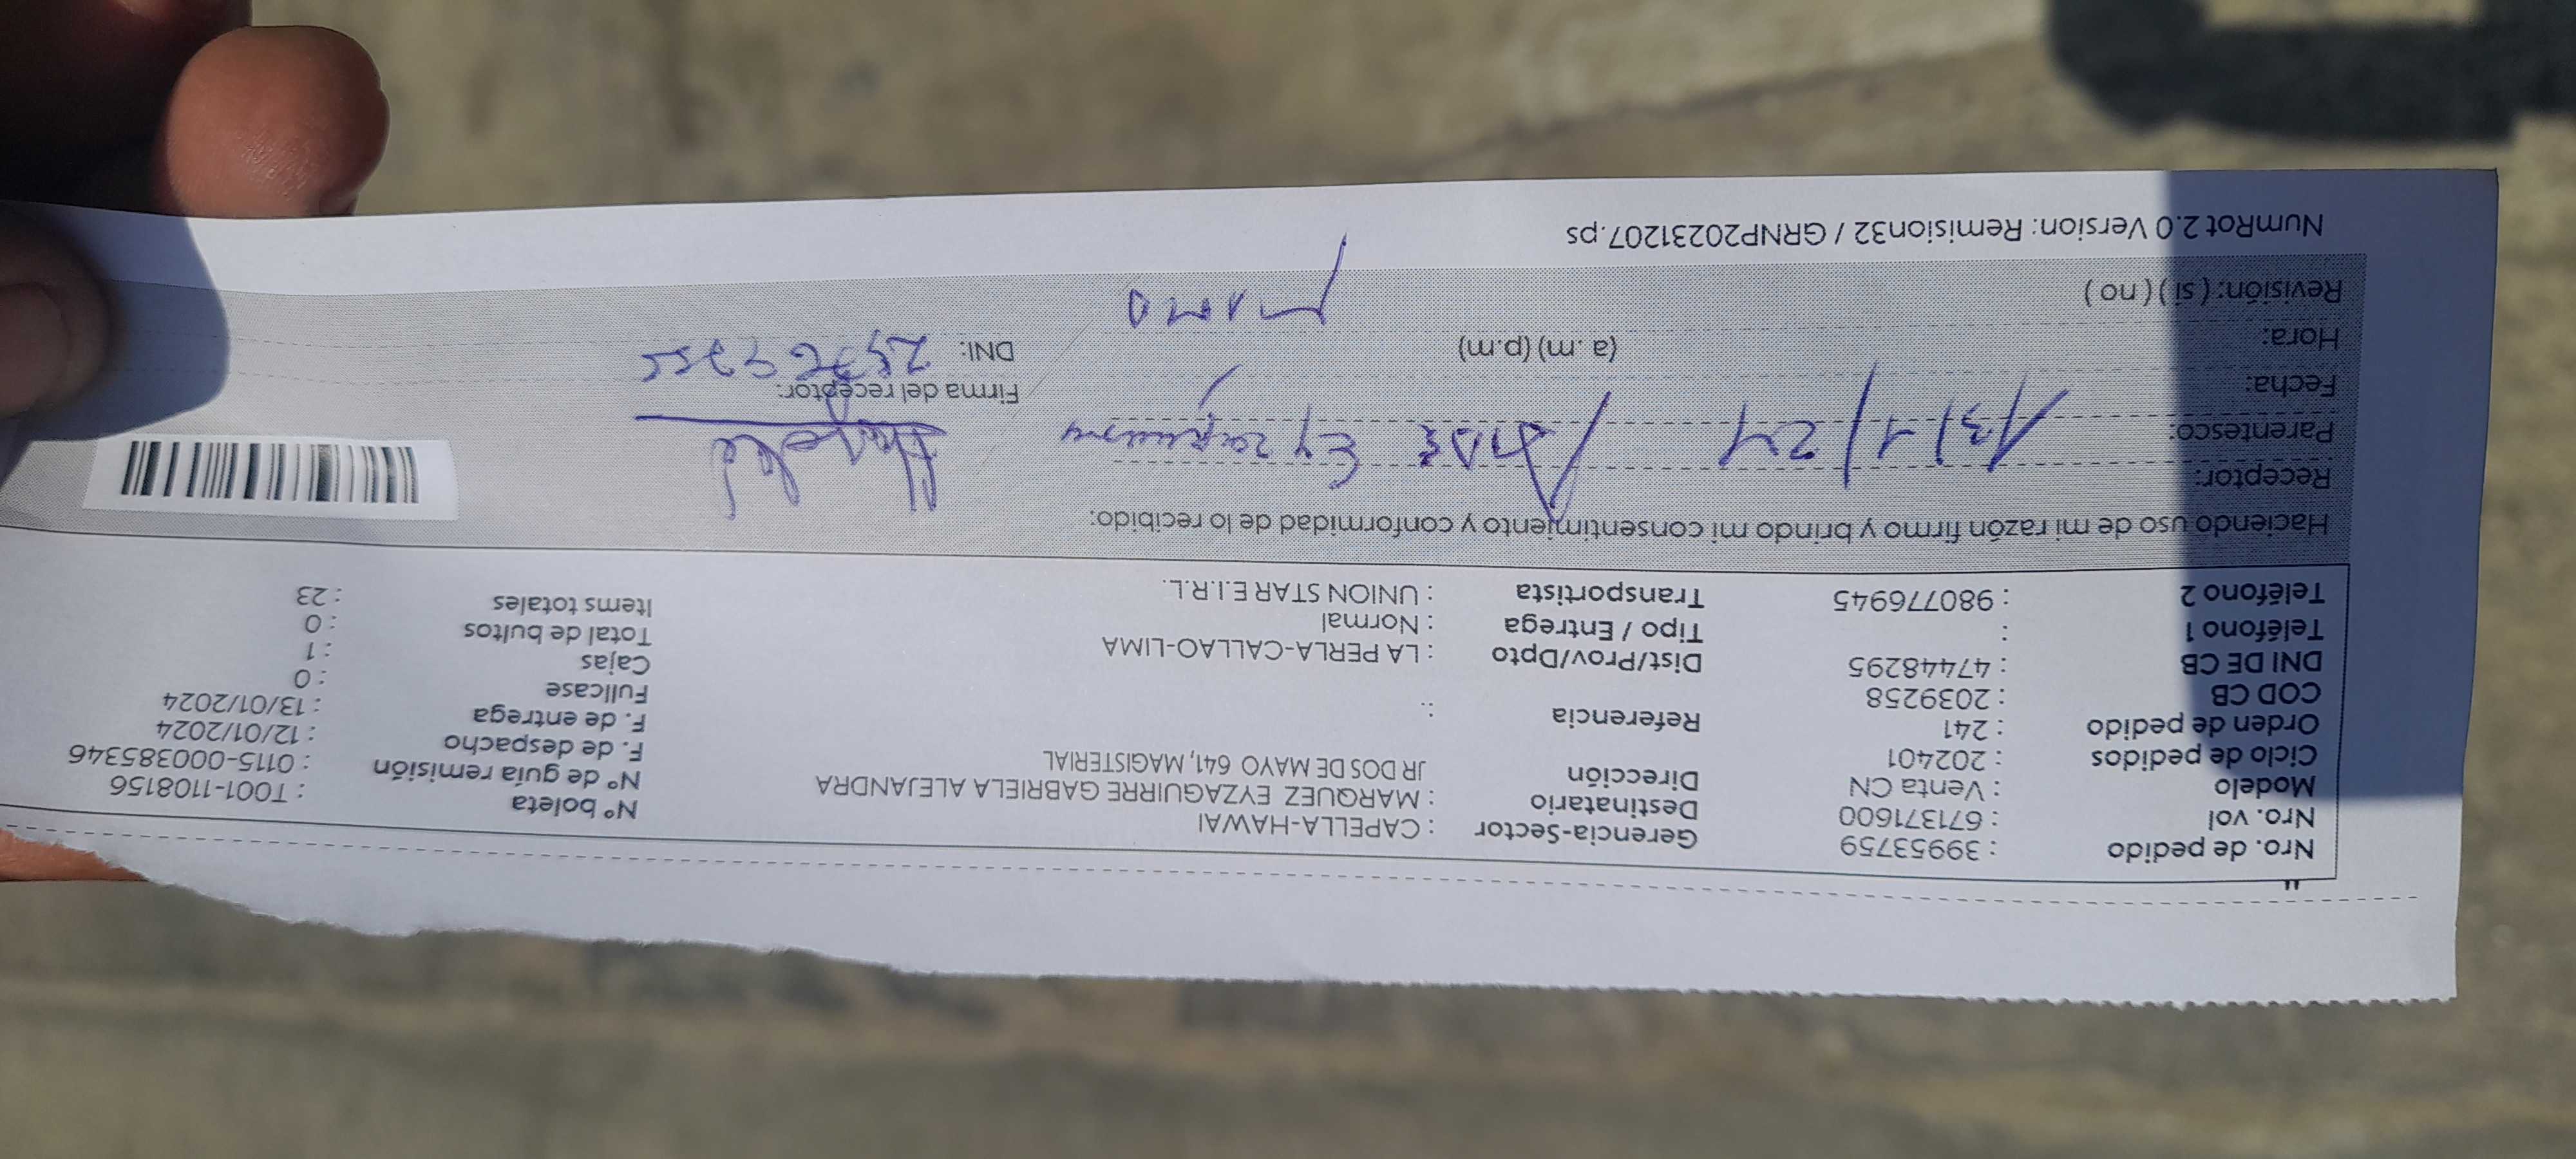 Nro. de pedido : 39953759 Gerencia-Sector : CAPELLA-HAWAI Nº boleta : T001-1108156
Nro. vol : 671371600 Destinatario : MARQUEZ EYZAGUIRRE GABRIELA ALEJANDRA Nº de guía remisión : 0115-0003853346
Modelo : Venta CN Dirección JR DOS DE MAYO 641, MAGISTERIAL F. de despacho : 12/01/2024
Ciclo de pedidos : 202401 F. de entrega : 13/01/2024
Orden de pedido : 241 Referencia : . Fullcase : 0
COD CB : 2039258 Cajas : 1
DNI DE CB : 47448295 Dist/Prov/Dpto : LA PERLA-CALLAO-LIMA Total de bultos : 0
Teléfono 1 : Tipo / Entrega : Normal Items totales : 23
Teléfono 2 : 980776945 Transportista : UNION STAR E.I.R.L.
Haciendo uso de mi razón firmo y brindo mi consentimiento y conformidad de lo recibido:
Receptor:
Parentesco: 13/1/24 Eyzaguirre
Fecha: Firma del receptor:
Hora: (a. m) (p.m) DNI:
Revisión: ( si ) ( no ) MAMA
NumRot 2.0 Version: Remision32 / GRNP20231207.ps